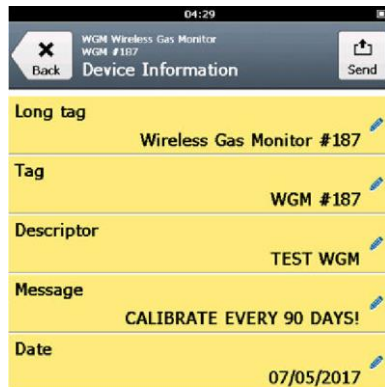 04:29
WGM Wireless Gas Monitor
WGM #187
Device Information
Back
Send
Long tag
Wireless Gas Monitor #187
Tag
WGM #187
Descriptor
TEST WGM
Message
CALIBRATE EVERY 90 DAYS!
Date
07/05/2017